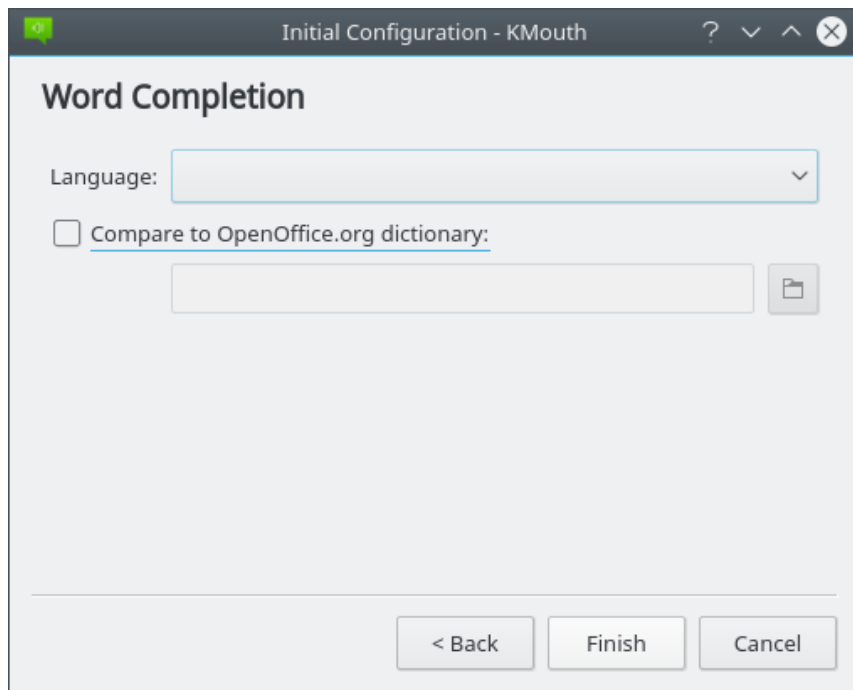 Initial Configuration - KMouth
Word Completion
Language:
Compare to OpenOffice.org dictionary:
< Back Finish Cancel